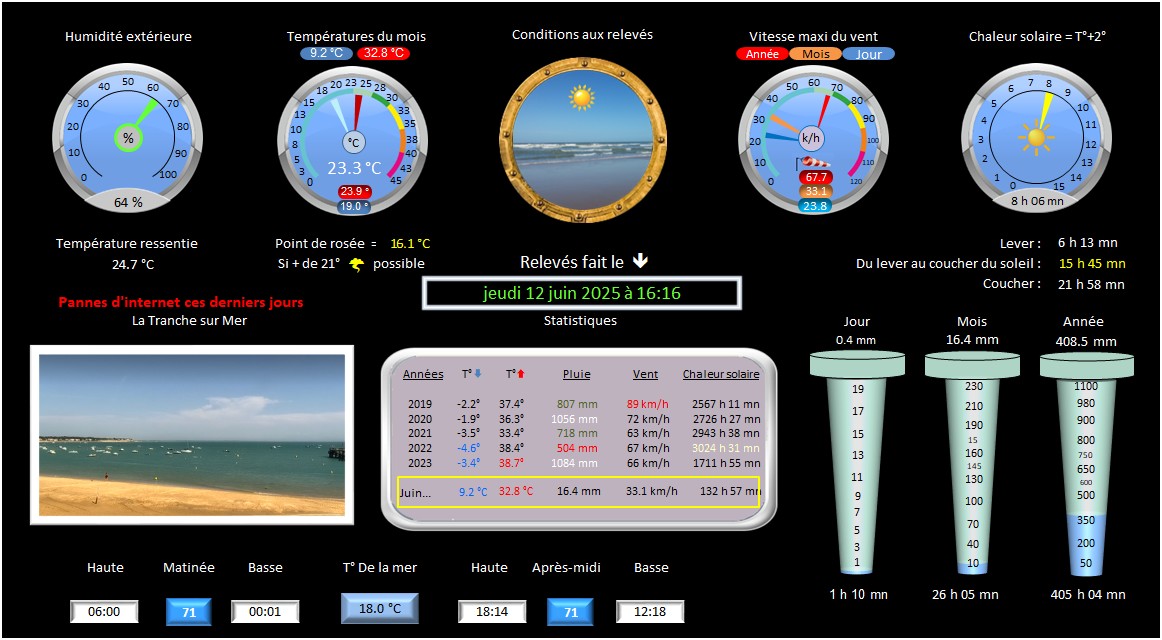 Humidité extérieure
0 10 20 30 40 50 60 70 80 90 100
%
64 %
Températures du mois
9.2 °C 32.8 °C
0 3 5 8 10 13 15 18 20 23 25 28 30 33 35 38 40 43 45
°C
23.3 °C
23.9 °
19.0 °
Conditions aux relevés
Vitesse maxi du vent
Année Mois Jour
0 10 20 30 40 50 60 70 80 90 100 110 120
k/h
67.7
33.1
23.8
Chaleur solaire = T°+2°
0 1 2 3 4 5 6 7 8 9 10 11 12 13 14 15
8 h 06 mn
Température ressentie
24.7 °C
Point de rosée = 16.1 °C
Si + de 21° possible
Relevés fait le
jeudi 12 juin 2025 à 16:16
Lever : 6 h 13 mn
Du lever au coucher du soleil : 15 h 45 mn
Coucher : 21 h 58 mn
Pannes d'internet ces derniers jours
La Tranche sur Mer
Statistiques
Années T° T° Pluie Vent Chaleur solaire
2019 -2.2° 37.4° 807 mm 89 km/h 2567 h 11 mn
2020 -1.9° 36.3° 1056 mm 72 km/h 2726 h 27 mn
2021 -3.5° 33.4° 718 mm 63 km/h 2943 h 38 mn
2022 -4.6° 38.4° 504 mm 67 km/h 3024 h 31 mn
2023 -3.4° 38.7° 1084 mm 66 km/h 1711 h 55 mn
Juin... 9.2 °C 32.8 °C 16.4 mm 33.1 km/h 132 h 57 mn
Jour
0.4 mm
19
17
15
13
11
9
7
5
3
1
1 h 10 mn
Mois
16.4 mm
230
210
190
15
160
145
130
100
70
40
10
26 h 05 mn
Année
408.5 mm
1100
980
900
800
750
650
600
500
350
200
50
405 h 04 mn
Haute Matinée Basse
06:00 71 00:01
T° De la mer
18.0 °C
Haute Après-midi Basse
18:14 71 12:18